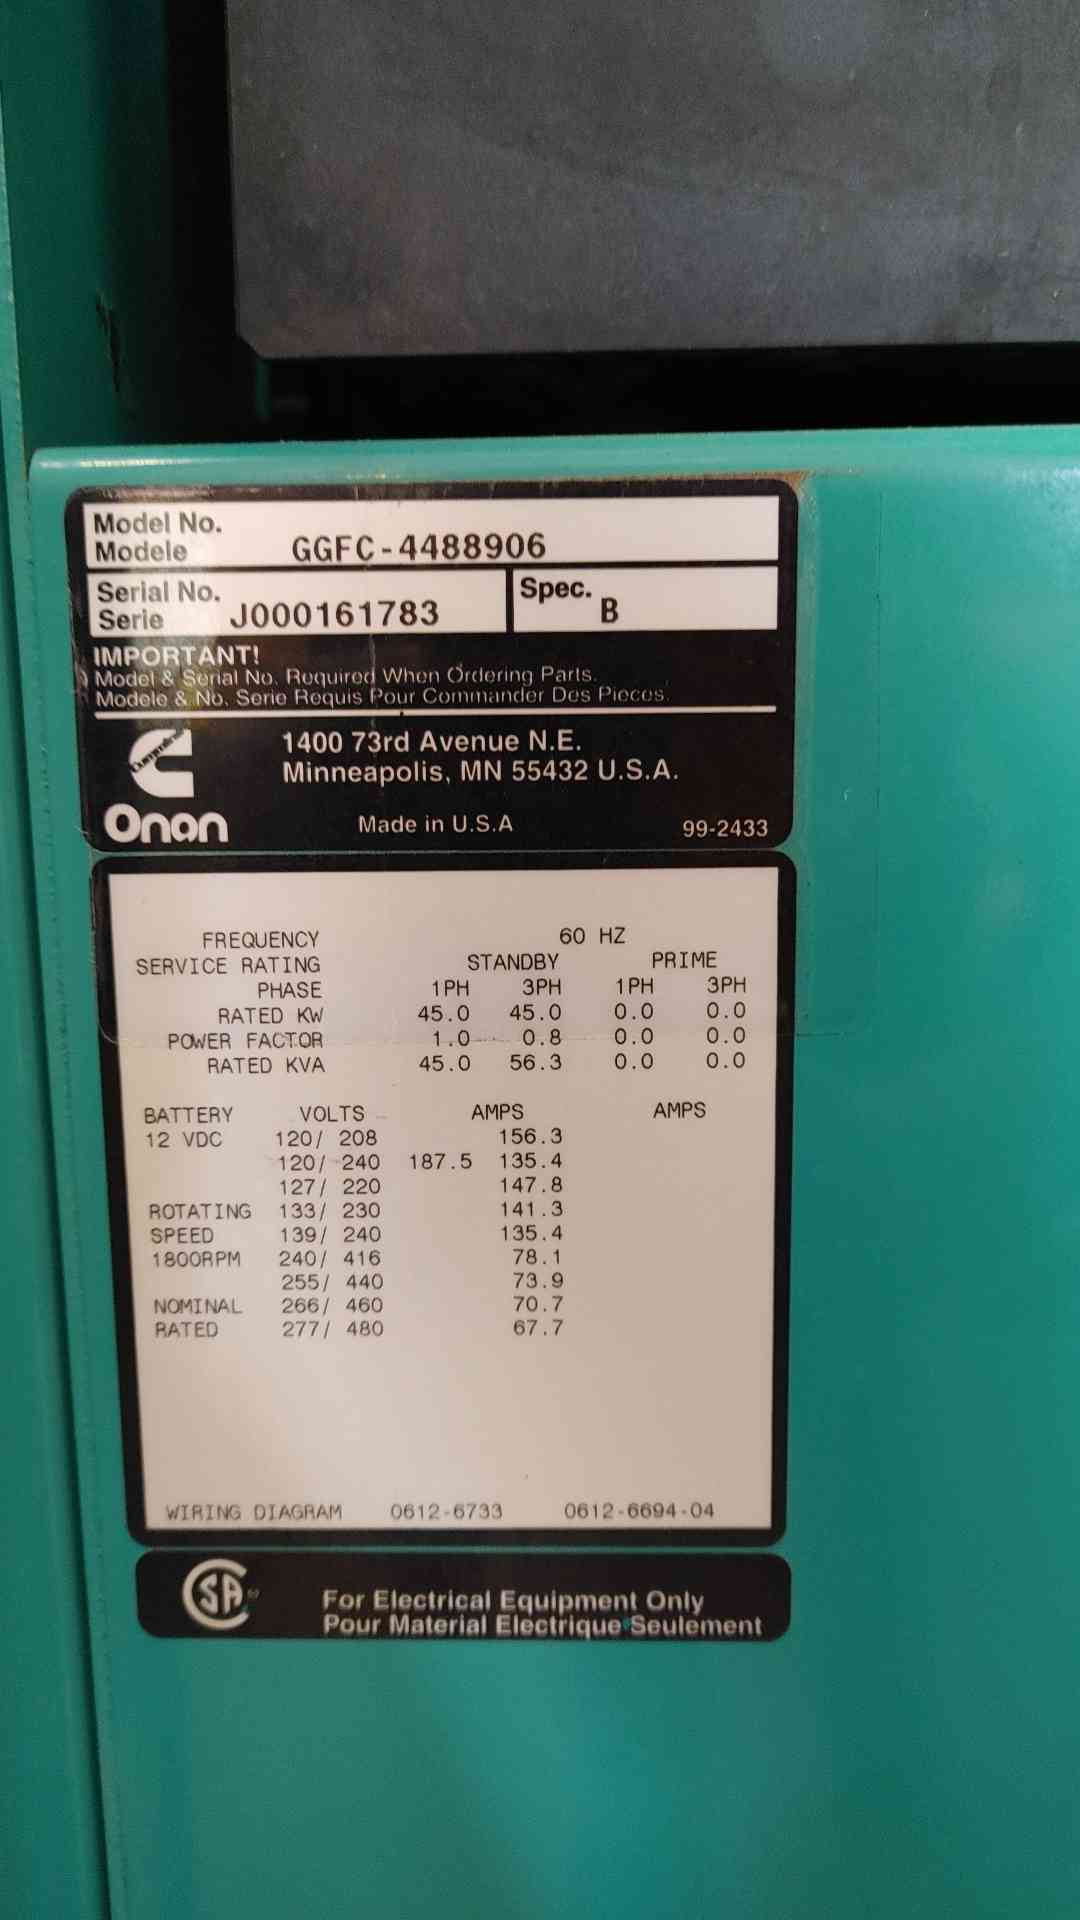 Model No.
Modele GGFC-4488906
Serial No.
Serie J000161783
Spec. B
IMPORTANT!
Model & Serial No. Required When Ordering Parts.
Modele & No. Serie Requis Pour Commander Des Pieces.
1400 73rd Avenue N.E.
Minneapolis, MN 55432 U.S.A.
Onan
Made in U.S.A 99-2433
FREQUENCY 60 HZ
SERVICE RATING STANDBY PRIME
PHASE 1PH 3PH 1PH 3PH
RATED KW 45.0 45.0 0.0 0.0
POWER FACTOR 1.0 0.8 0.0 0.0
RATED KVA 45.0 56.3 0.0 0.0
BATTERY VOLTS AMPS AMPS
12 VDC 120/ 208 156.3
120/ 240 187.5 135.4
127/ 220 147.8
ROTATING 133/ 230 141.3
SPEED 139/ 240 135.4
1800RPM 240/ 416 78.1
255/ 440 73.9
NOMINAL 266/ 460 70.7
RATED 277/ 480 67.7
WIRING DIAGRAM 0612-6733 0612-6694-04
SA
For Electrical Equipment Only
Pour Material Electrique Seulement